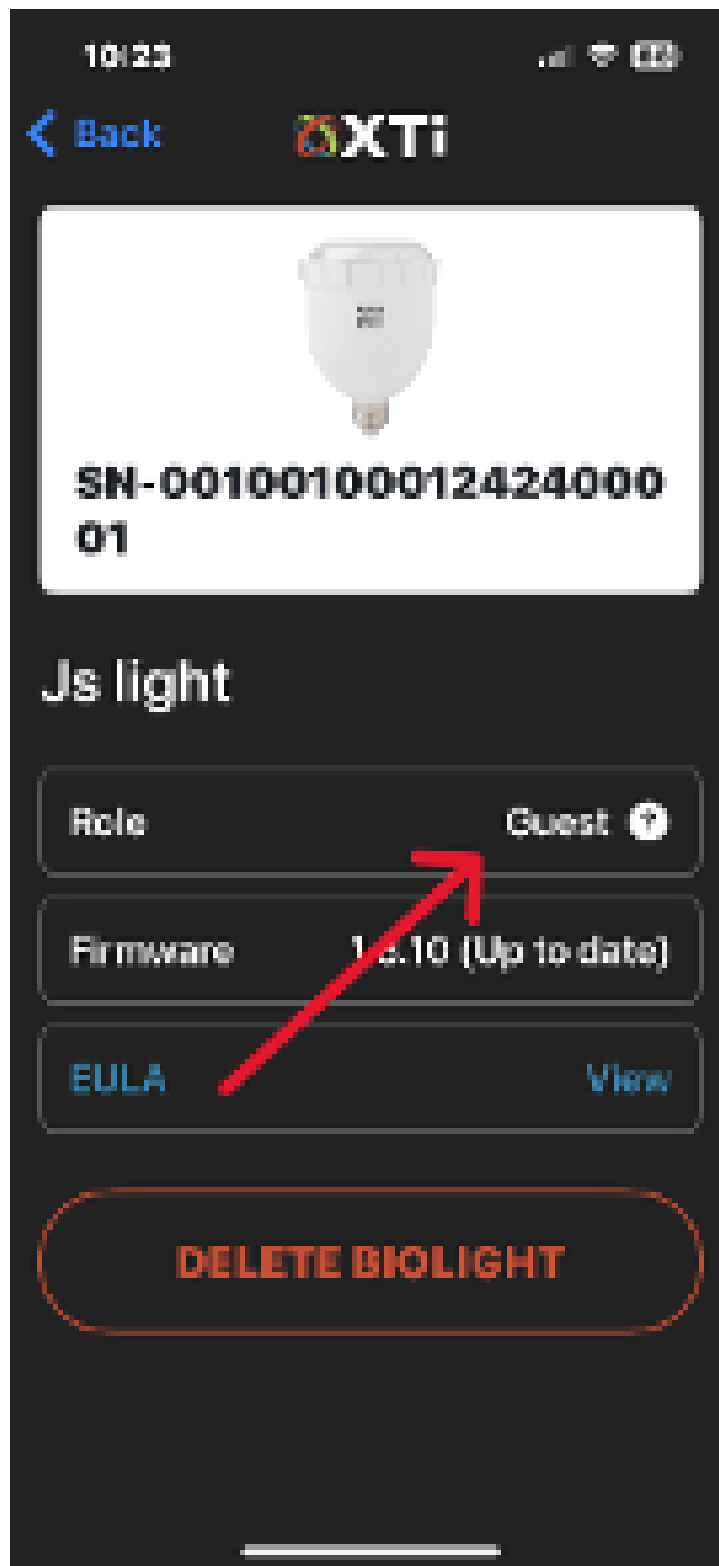 10:23
Back
XTi
SN-00100100012424000
01
Js light
Role Guest ?
Firmware (Up to date)
EULA View
DELETE BIOLIGHT